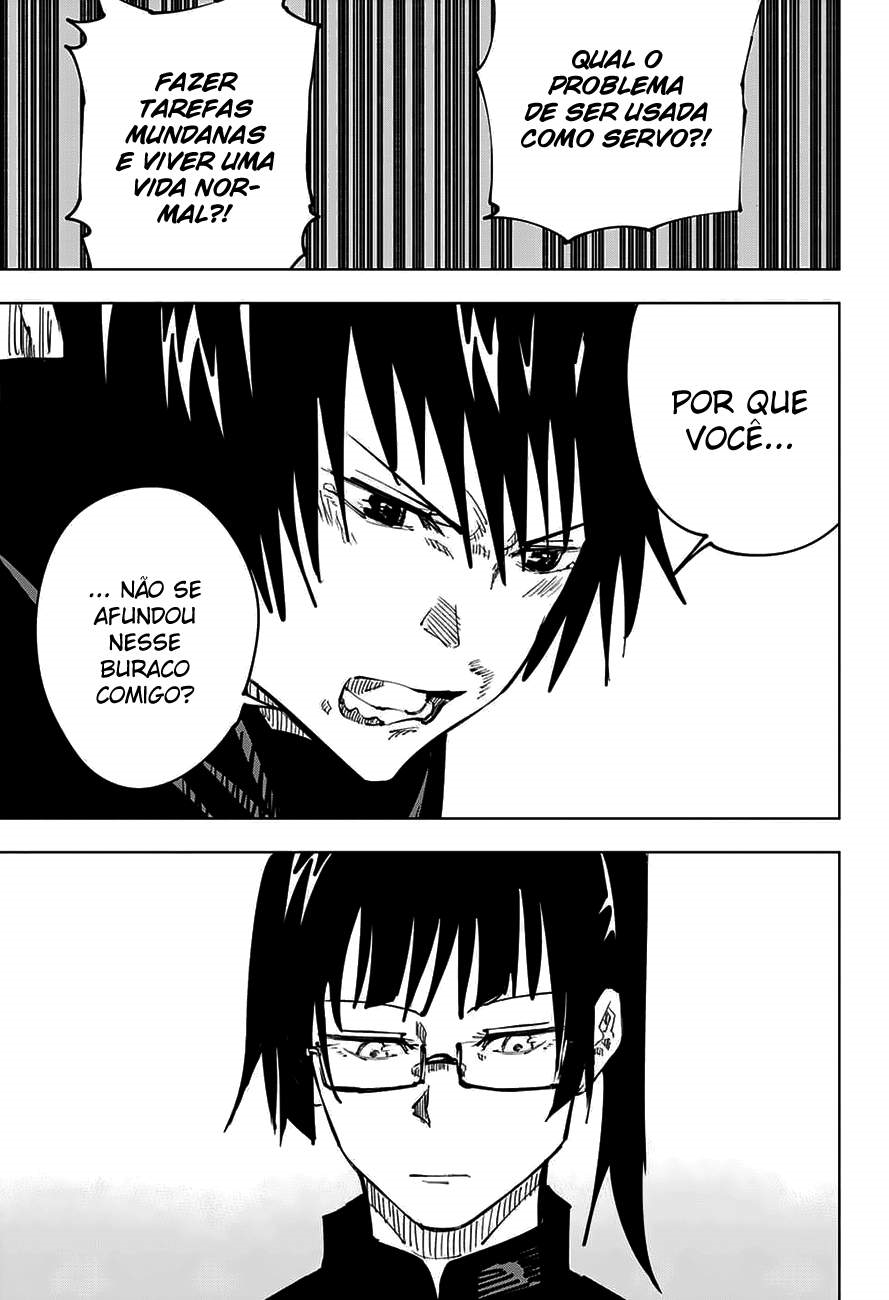 QUAL O
PROBLEMA
DE SER USADA
COMO SERVO?!
FAZER
TAREFAS
MUNDANAS
E VIVER UMA
VIDA NOR-
MAL?!
POR QUE
VOCÊ...
... NÃO SE
AFUNDOU
NESSE
BURACO
COMIGO?